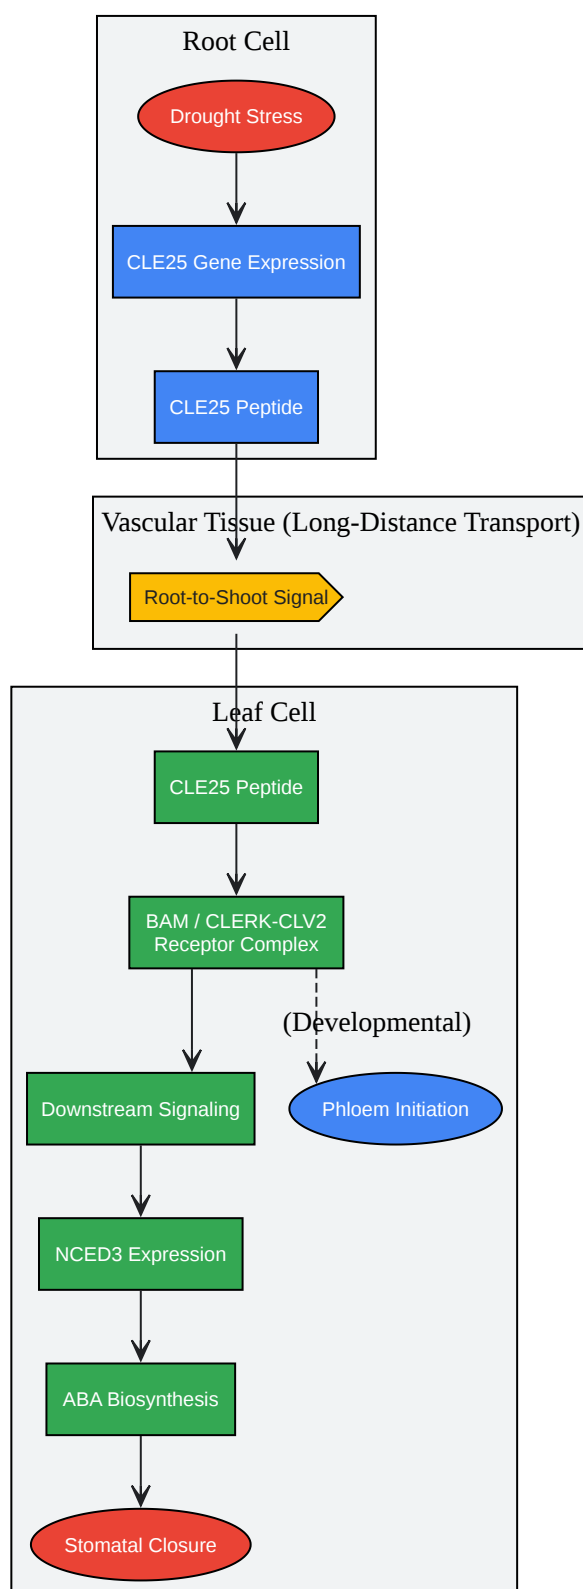 Root Cell
Drought Stress
CLE25 Gene Expression
CLE25 Peptide
Vascular Tissue (Long-Distance Transport)
Root-to-Shoot Signal
Leaf Cell
CLE25 Peptide
BAM / CLERK-CLV2
Receptor Complex
(Developmental)
Downstream Signaling
Phloem Initiation
NCED3 Expression
ABA Biosynthesis
Stomatal Closure